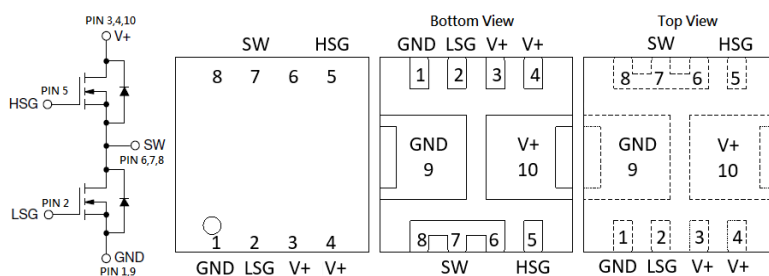 PIN 3,4,10
V+
PIN 5
HSG
SW
PIN 6,7,8
PIN 2
LSG
GND
PIN 1,9
SW HSG
8 7 6 5
1 2 3 4
GND LSG V+ V+
Bottom View
GND LSG V+ V+
1 2 3 4
GND V+
9 10
8 7 6 5
SW HSG
Top View
SW HSG
8 7 6 5
GND V+
9 10
1 2 3 4
GND LSG V+ V+